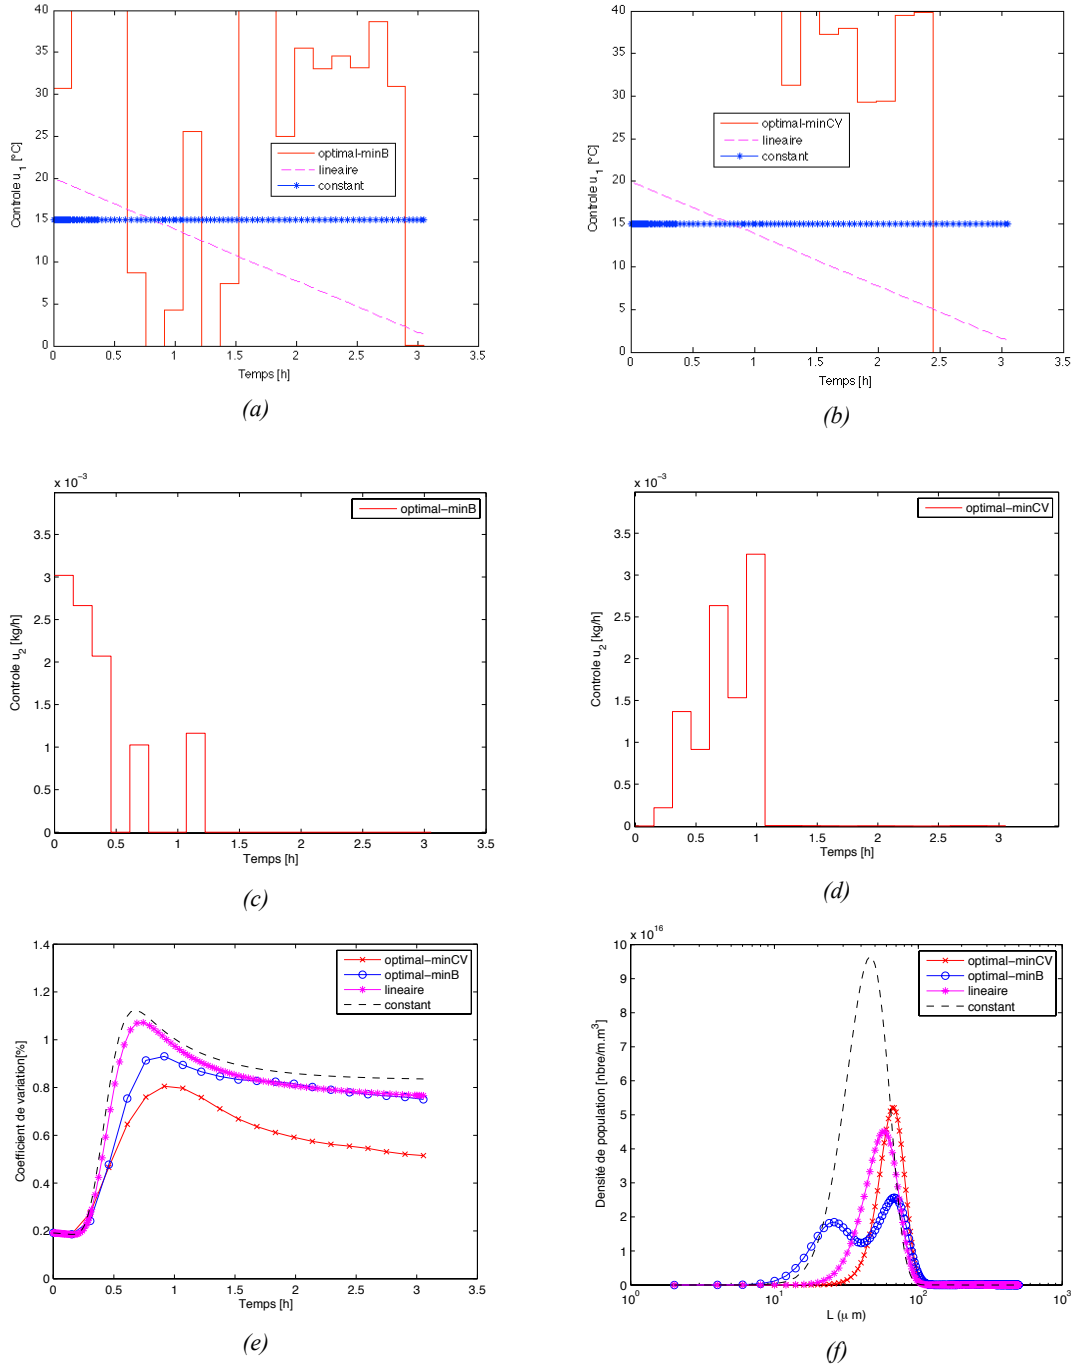 40
35
30
25
20
15
10
5
0
0
0.5
1
1.5
2
2.5
3
3.5
Controle u_1 [°C]
Temps [h]
optimal-minB
lineaire
constant
(a)
40
35
30
25
20
15
10
5
0
0
0.5
1
1.5
2
2.5
3
3.5
Controle u_1 [°C]
Temps [h]
optimal-minCV
lineaire
constant
(b)
x 10^-3
3.5
3
2.5
2
1.5
1
0.5
0
0
0.5
1
1.5
2
2.5
3
3.5
Controle u_2 [kg/h]
Temps [h]
optimal-minB
(c)
x 10^-3
3.5
3
2.5
2
1.5
1
0.5
0
0
0.5
1
1.5
2
2.5
3
Controle u_2 [kg/h]
Temps [h]
optimal-minCV
(d)
1.4
1.2
1
0.8
0.6
0.4
0.2
0
0
0.5
1
1.5
2
2.5
3
3.5
Coefficient de variation[%]
Temps [h]
optimal-minCV
optimal-minB
lineaire
constant
(e)
x 10^16
10
9
8
7
6
5
4
3
2
1
0
10^0
10^1
10^2
10^3
Densité de population [nbre/m.m^3]
L (μ m)
optimal-minCV
optimal-minB
lineaire
constant
(f)